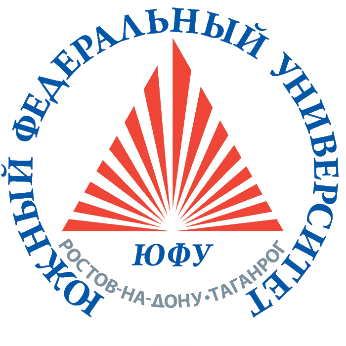 ЮЖНЫЙ ФЕДЕРАЛЬНЫЙ УНИВЕРСИТЕТ
ЮФУ
РОСТОВ-НА-ДОНУ•ТАГАНРОГ